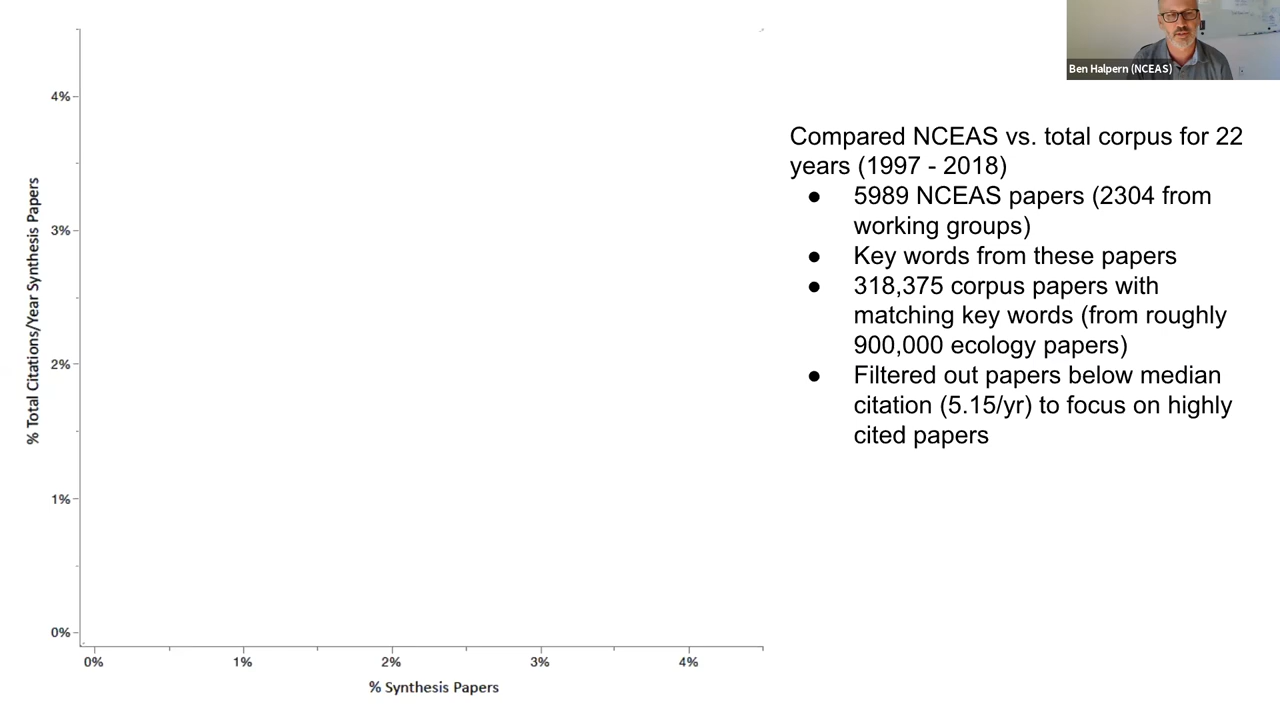 Ben Halpern (NCEAS)
Compared NCEAS vs. total corpus for 22
years (1997 - 2018)
● 5989 NCEAS papers (2304 from
working groups)
● Key words from these papers
● 318,375 corpus papers with
matching key words (from roughly
900,000 ecology papers)
● Filtered out papers below median
citation (5.15/yr) to focus on highly
cited papers
% Total Citations/Year Synthesis Papers
4%
3%
2%
1%
0%
0% 1% 2% 3% 4%
% Synthesis Papers